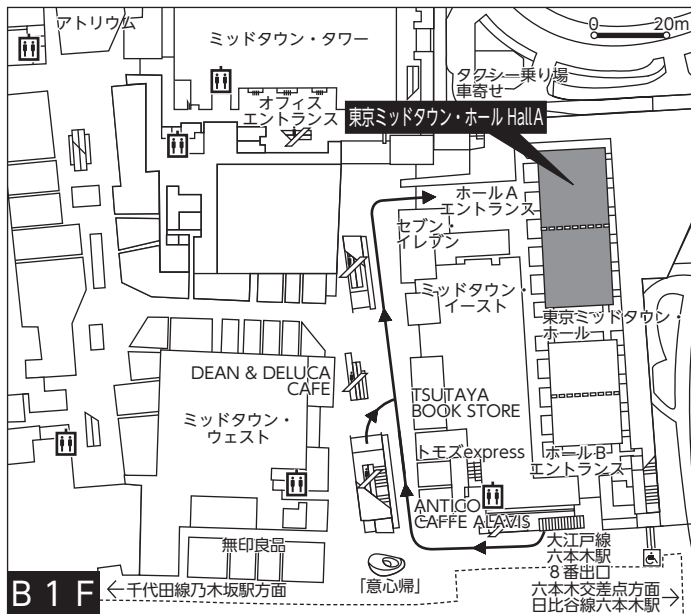 アトリウム
ミッドタウン・タワー
0 20m
タクシー乗り場
車寄せ
オフィス
エントランス
東京ミッドタウン・ホール Hall A
ホールA
エントランス
セブン・
イレブン
ミッドタウン・
イースト
東京ミッドタウン・
ホール
DEAN & DELUCA
CAFE
TSUTAYA
BOOK STORE
ミッドタウン・
ウェスト
トモズexpress
ホールB
エントランス
ANTICO
CAFFE ALAVIS
無印良品
「意心帰」
大江戸線
六本木駅
8番出口
B1F
←千代田線乃木坂駅方面
六本木交差点方面
日比谷線六本木駅→